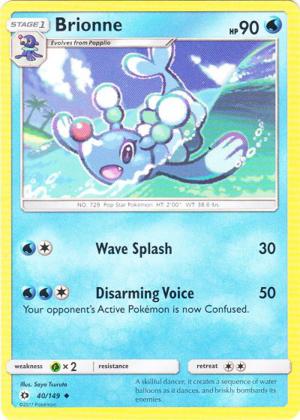 STAGE 1
Brionne
HP 90
Evolves from Popplio
NO. 729 Pop Star Pokémon HT: 2'00" WT: 38.6 lbs.
Wave Splash 30
Disarming Voice 50
Your opponent's Active Pokémon is now Confused.
weakness × 2 resistance retreat
Illus. Saya Tsuruta
40/149
©2017 Pokémon
A skillful dancer, it creates a sequence of water
balloons as it dances, and briskly bombards its
enemies.